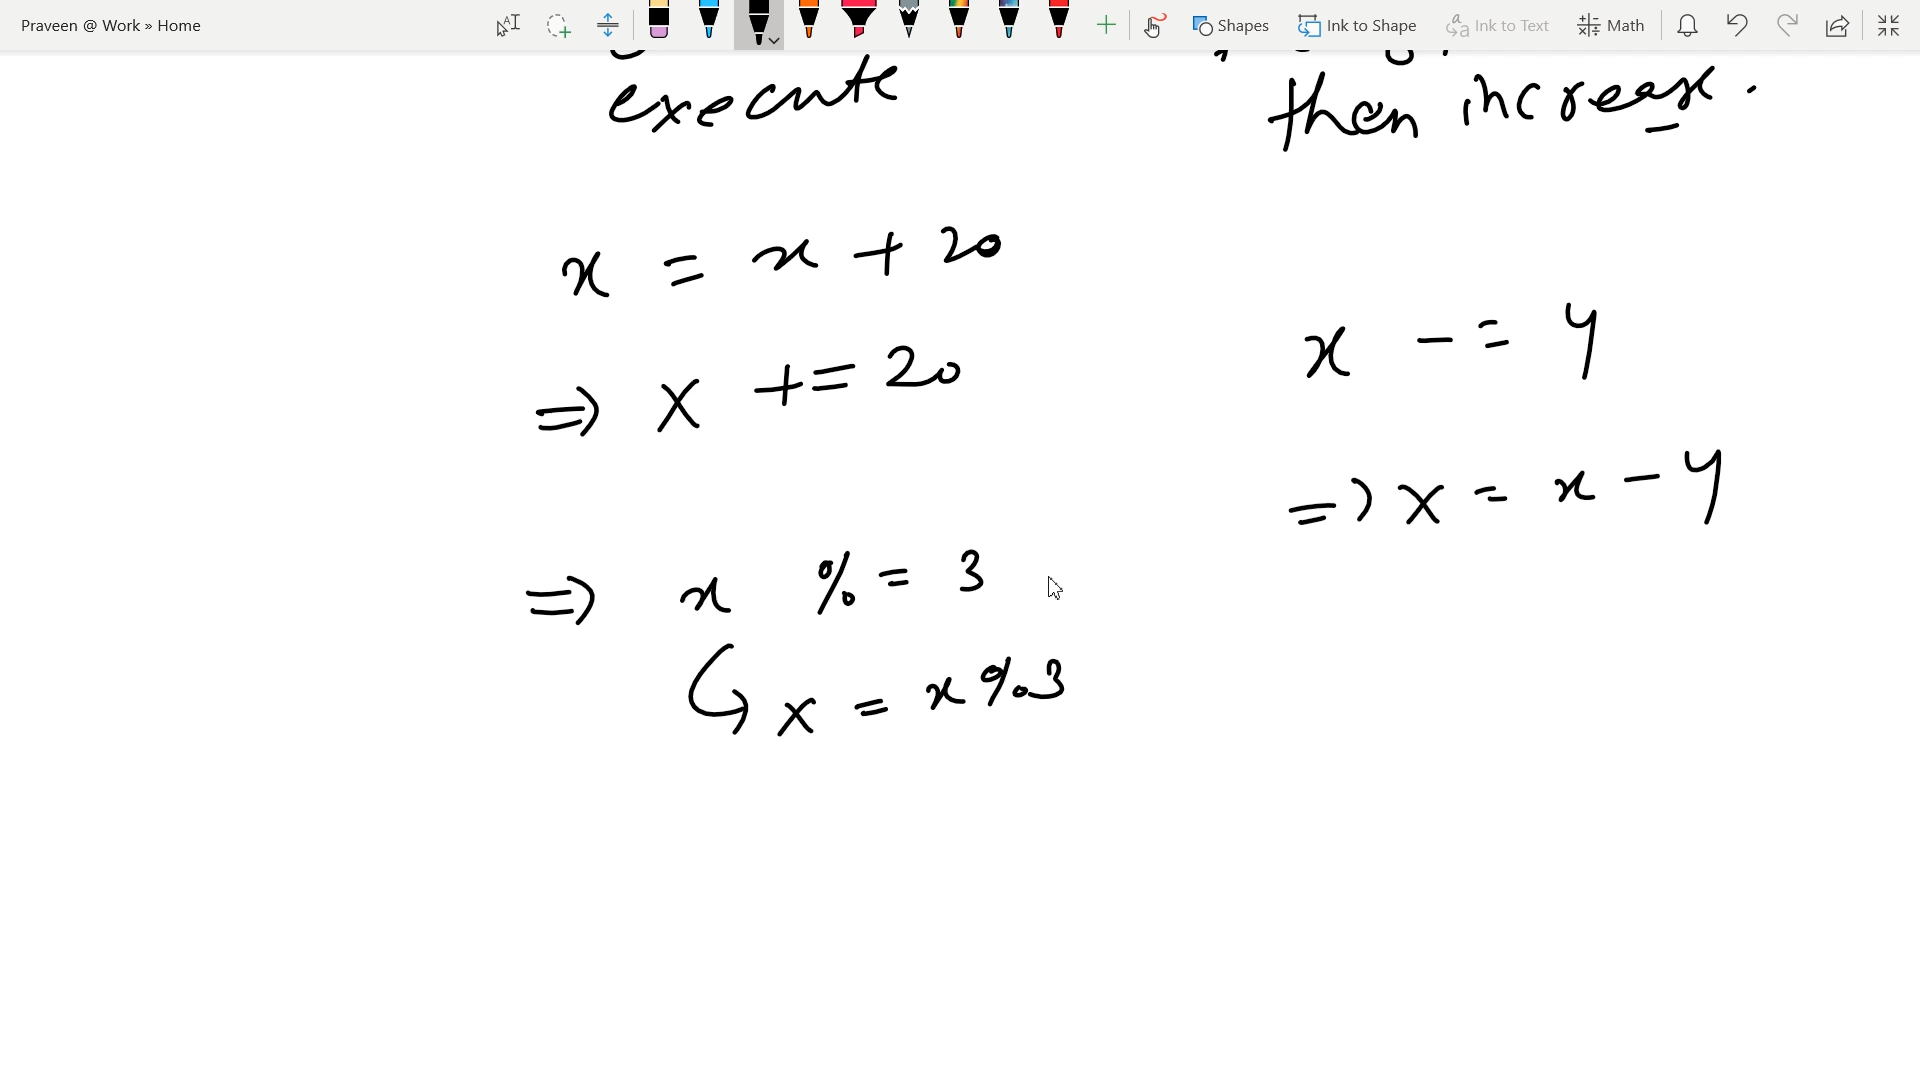 Praveen @ Work » Home
Shapes Ink to Shape Ink to Text Math
execute
then increase.
x = x + 20
⇒ x += 20
x -= y
⇒ x = x - y
⇒ x %= 3
x = x % 3